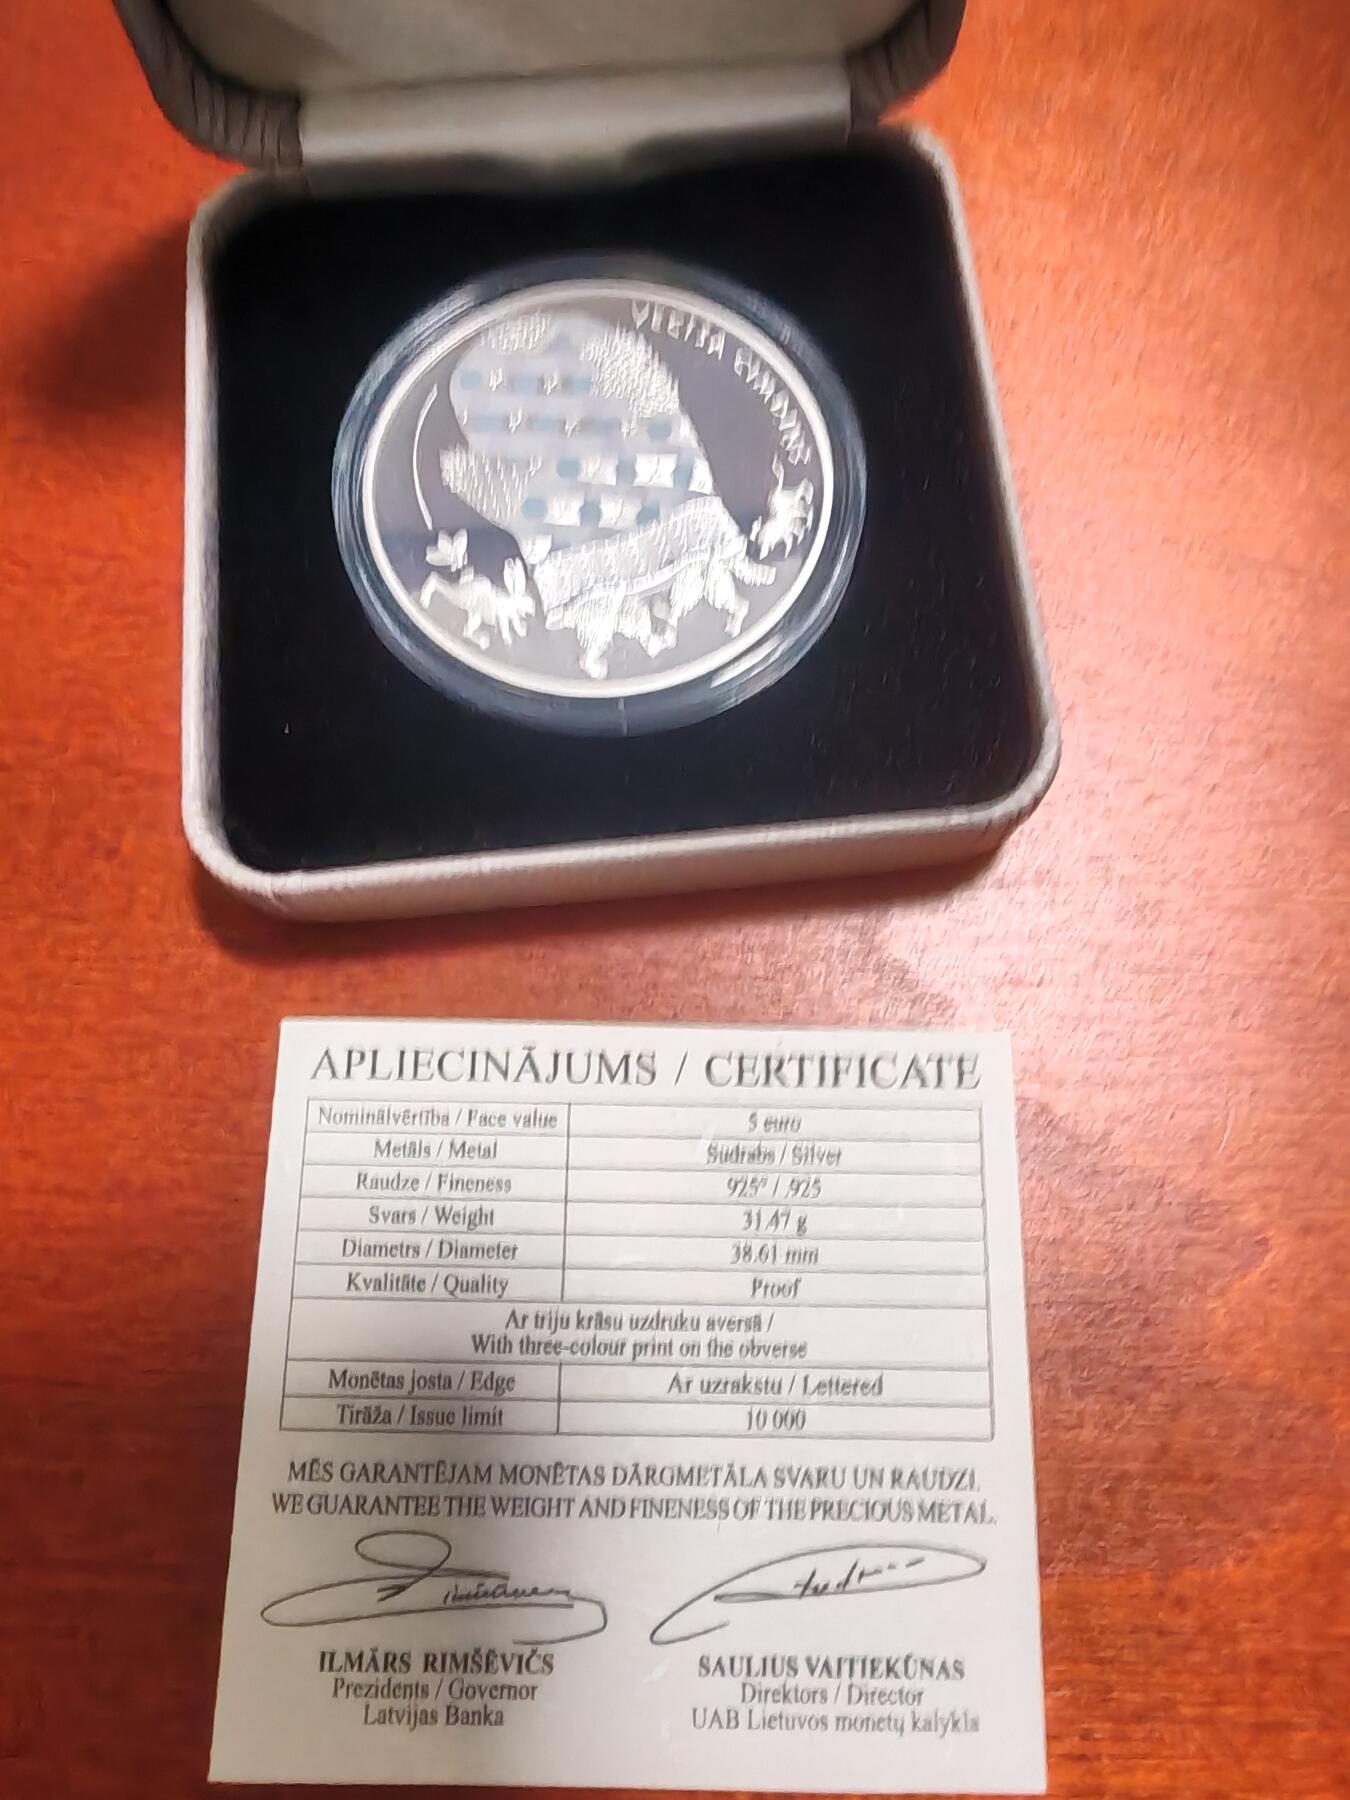 APLIECINĀJUMS / CERTIFICATE
Nominālvērtība / Face value 5 euro
Metāls / Metal Sudrabs / Silver
Raudze / Fineness 925° / .925
Svars / Weight 31.47 g
Diametrs / Diameter 38.61 mm
Kvalitāte / Quality Proof
Ar triju krāsu uzdruku aversā /
With three-colour print on the obverse
Monētas josta / Edge Ar uzrakstu / Lettered
Tirāža / Issue limit 10 000
MĒS GARANTĒJAM MONĒTAS DĀRGMETĀLA SVARU UN RAUDZI.
WE GUARANTEE THE WEIGHT AND FINENESS OF THE PRECIOUS METAL.
ILMĀRS RIMŠĒVIČS
Prezidents / Governor
Latvijas Banka
SAULIUS VAITIEKŪNAS
Direktors / Director
UAB Lietuvos monetų kalykla